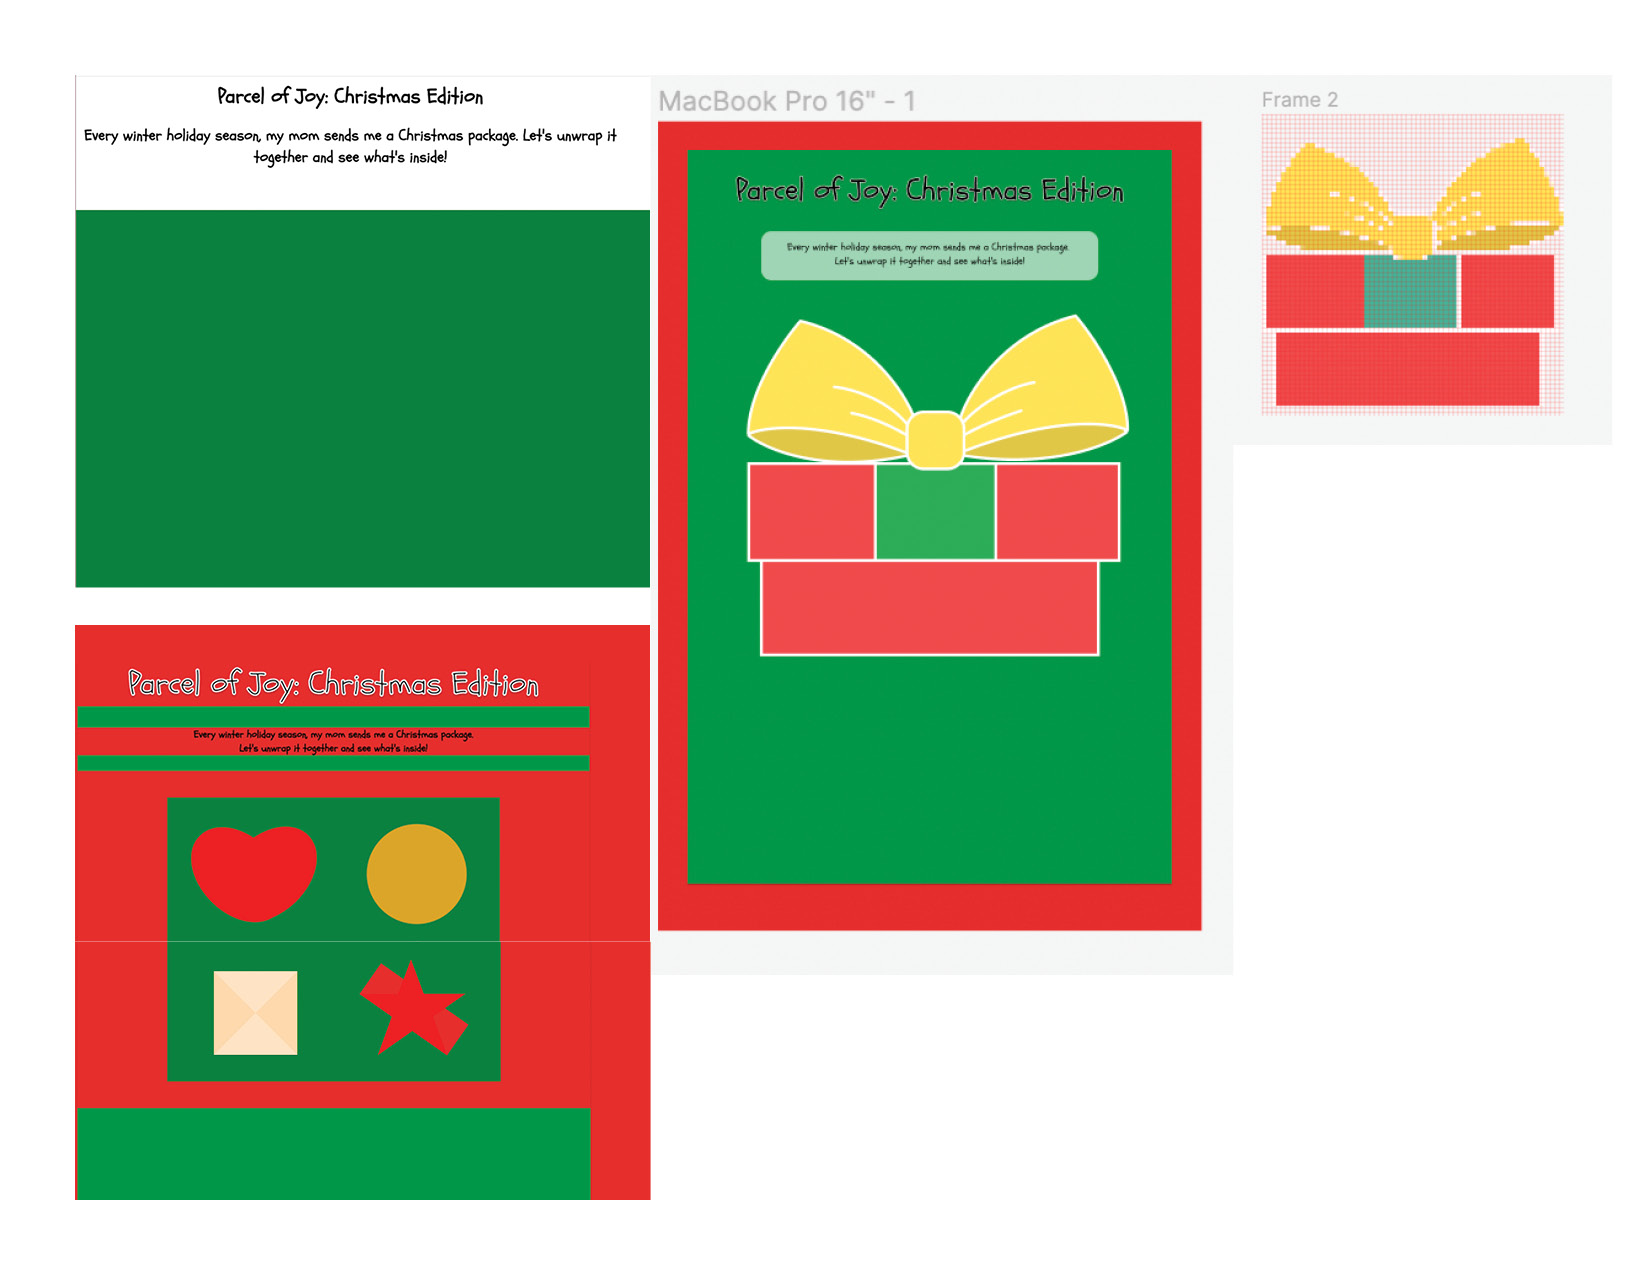 Parcel of Joy: Christmas Edition
Every winter holiday season, my mom sends me a Christmas package. Let's unwrap it
together and see what's inside!
MacBook Pro 16" - 1
Parcel of Joy: Christmas Edition
Every winter holiday season, my mom sends me a Christmas package.
Let's unwrap it together and see what's inside!
Frame 2
Parcel of Joy: Christmas Edition
Every winter holiday season, my mom sends me a Christmas package.
Let's unwrap it together and see what's inside!